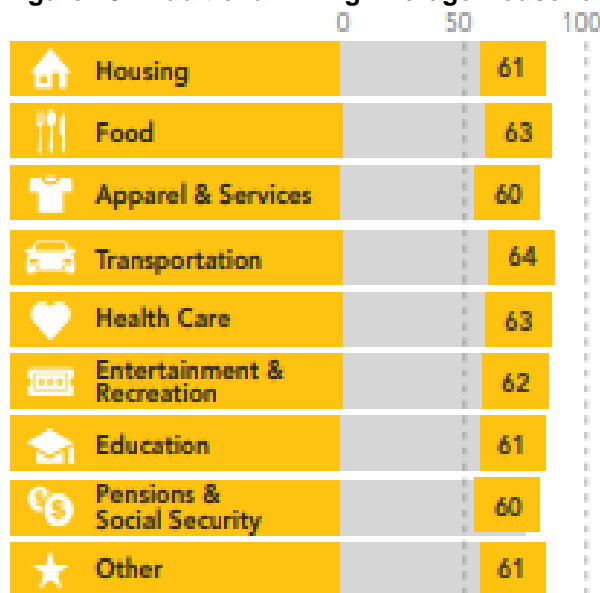 0 50 100
Housing 61
Food 63
Apparel & Services 60
Transportation 64
Health Care 63
Entertainment &
Recreation 62
Education 61
Pensions &
Social Security 60
Other 61